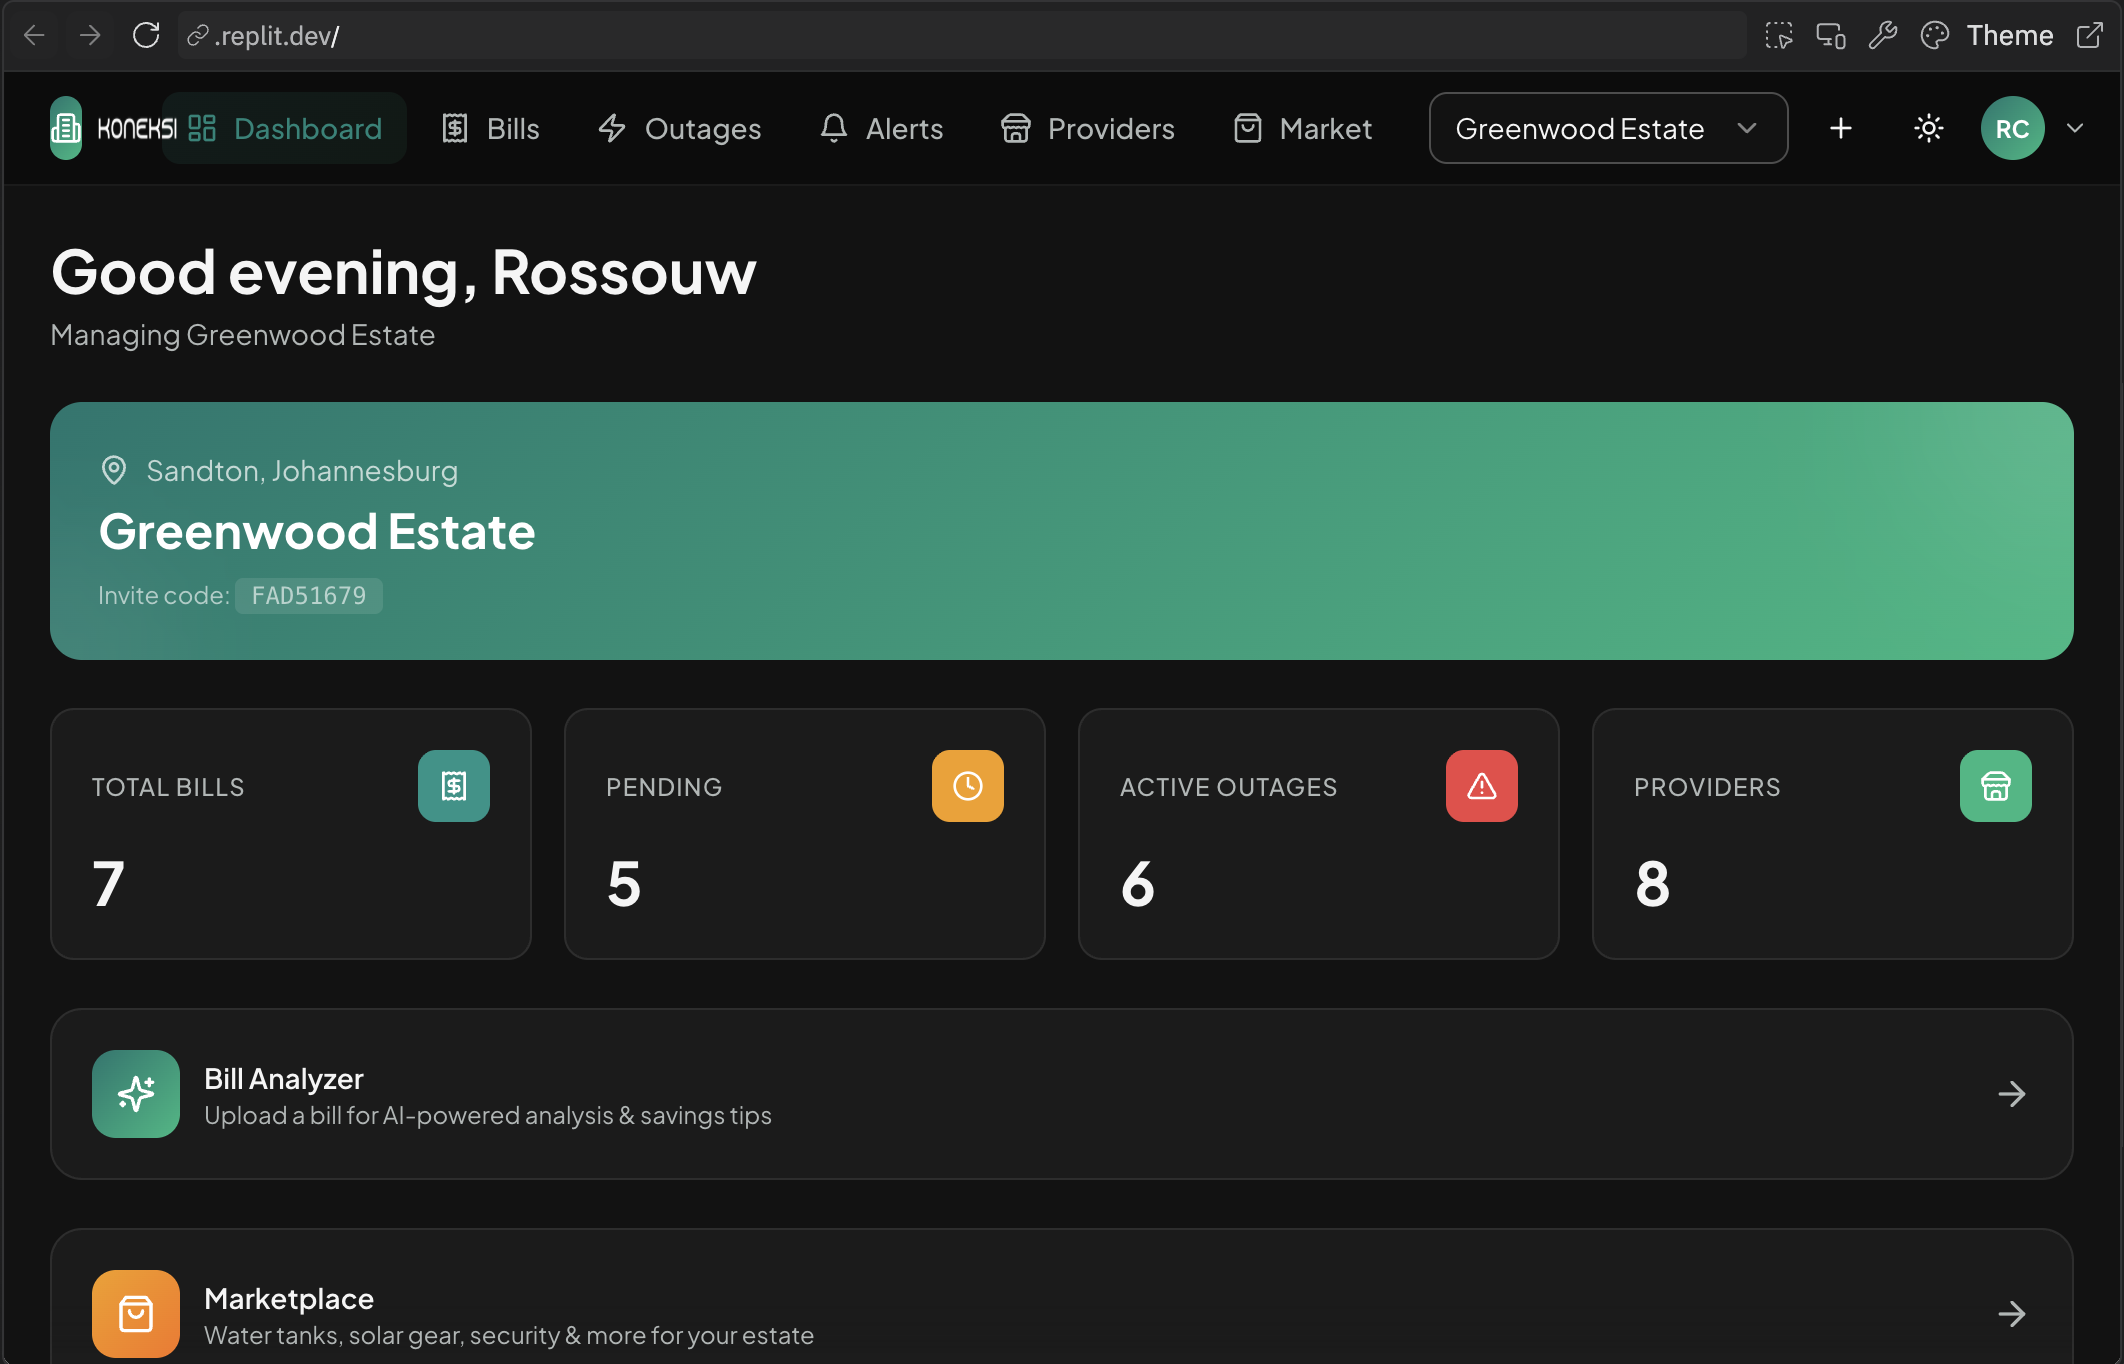 .replit.dev/
Theme
KONEKSI
Dashboard
Bills
Outages
Alerts
Providers
Market
Greenwood Estate
RC
Good evening, Rossouw
Managing Greenwood Estate
Sandton, Johannesburg
Greenwood Estate
Invite code: FAD51679
TOTAL BILLS
7
PENDING
5
ACTIVE OUTAGES
6
PROVIDERS
8
Bill Analyzer
Upload a bill for AI-powered analysis & savings tips
Marketplace
Water tanks, solar gear, security & more for your estate